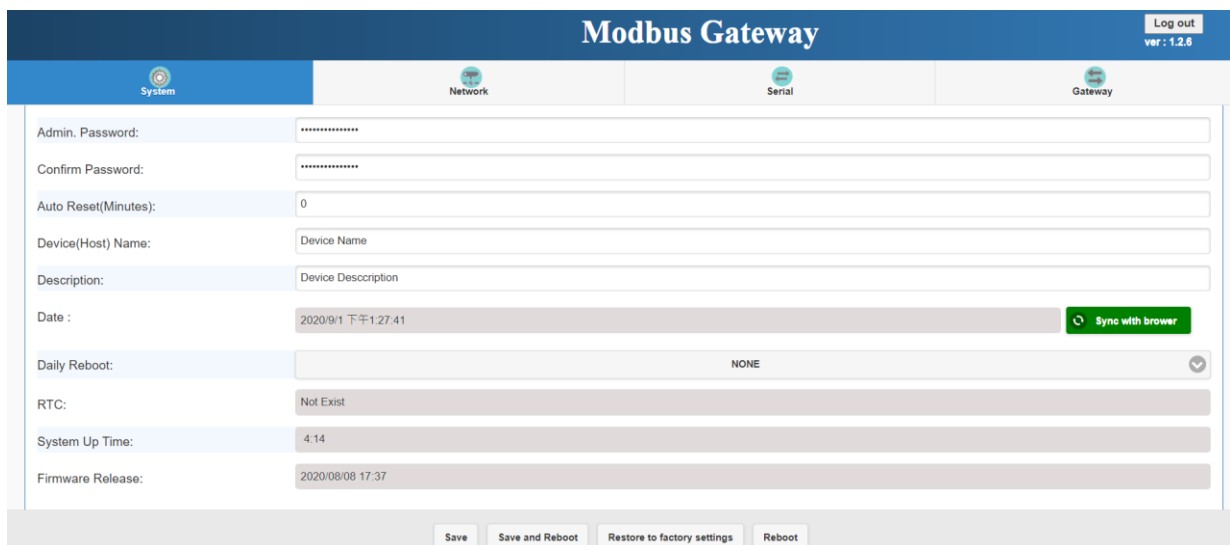 Modbus Gateway
Log out
ver : 1.2.6
System Network Serial Gateway
Admin. Password: •••••••••••••••
Confirm Password: •••••••••••••••
Auto Reset(Minutes): 0
Device(Host) Name: Device Name
Description: Device Desccription
Date : 2020/9/1 下午1:27:41 Sync with brower
Daily Reboot: NONE
RTC: Not Exist
System Up Time: 4:14
Firmware Release: 2020/08/08 17:37
Save Save and Reboot Restore to factory settings Reboot